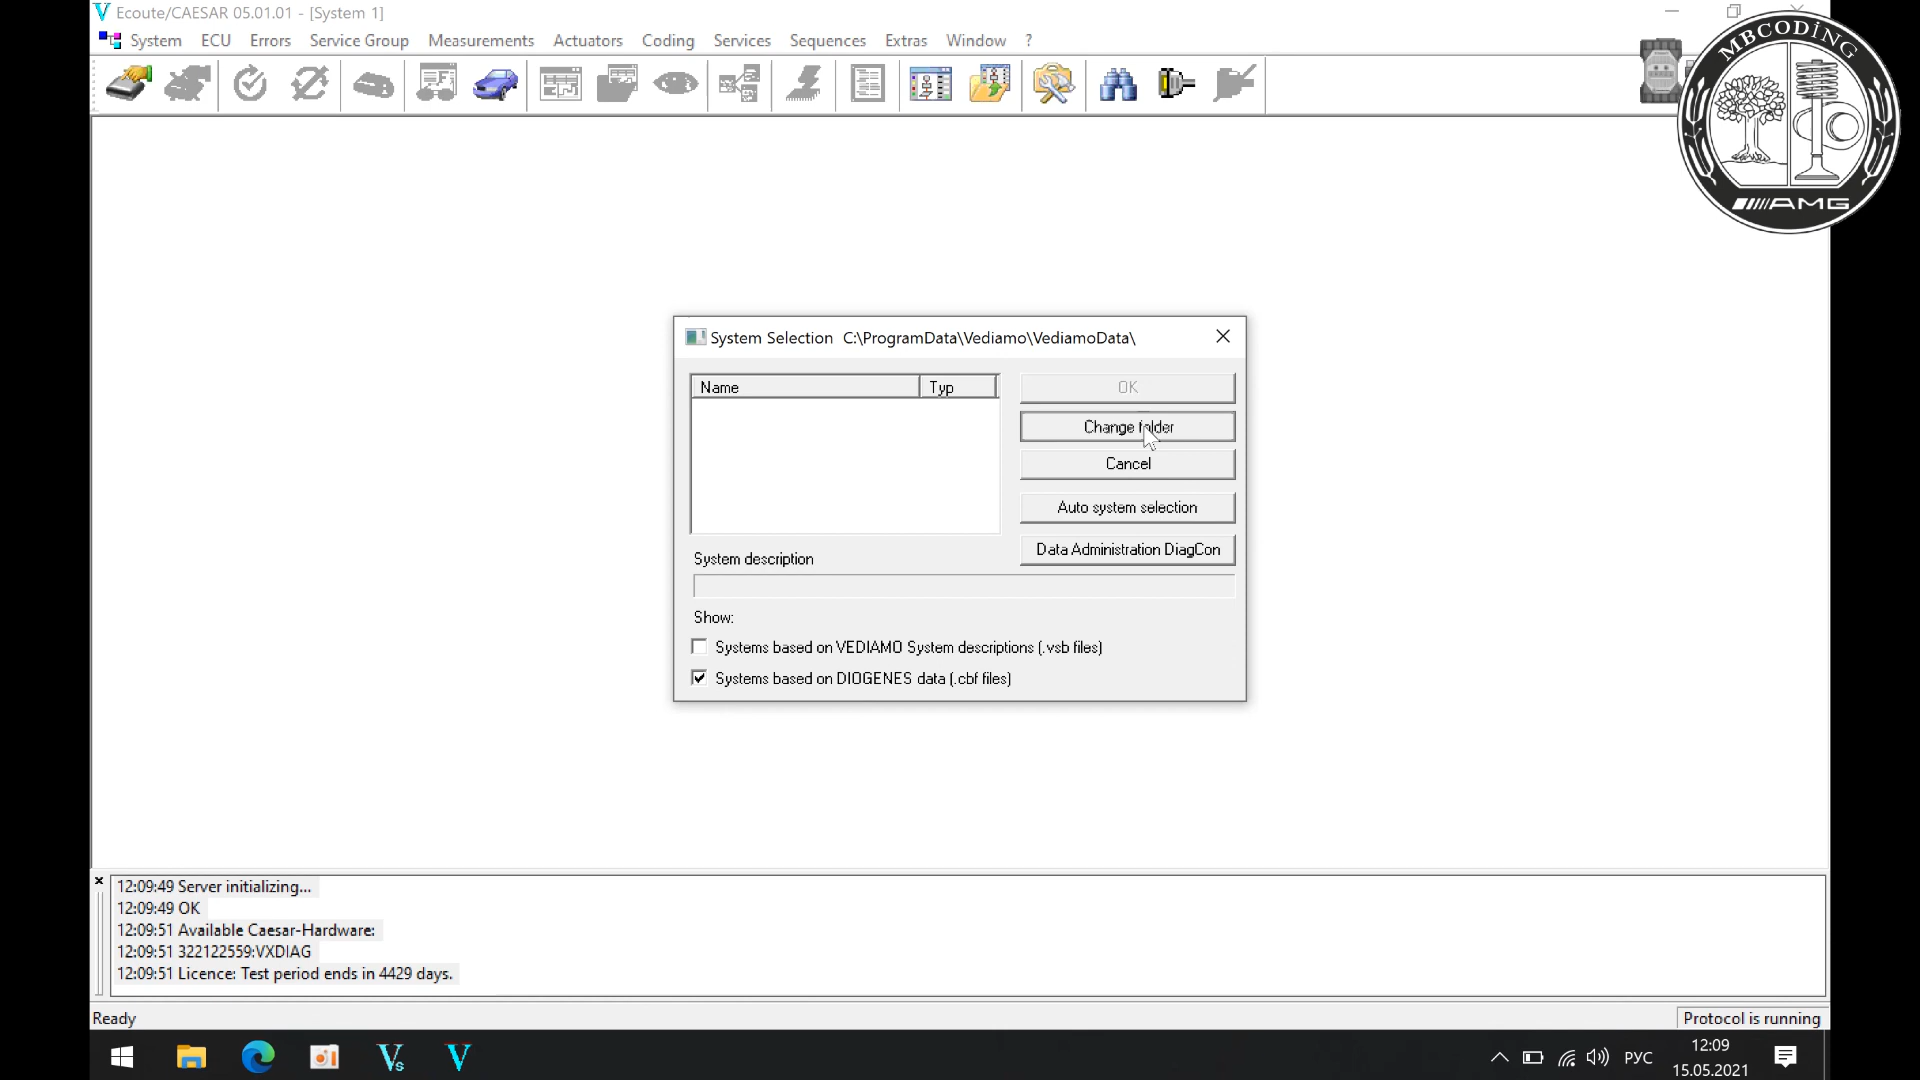 Ecoute/CAESAR 05.01.01 - [System 1]
System ECU Errors Service Group Measurements Actuators Coding Services Sequences Extras Window ?
MBCODİNG
AMG
System Selection C:\ProgramData\Vediamo\VediamoData\
Name Typ
OK
Change folder
Cancel
Auto system selection
Data Administration DiagCon
System description
Show:
Systems based on VEDIAMO System descriptions (.vsb files)
Systems based on DIOGENES data (.cbf files)
12:09:49 Server initializing...
12:09:49 OK
12:09:51 Available Caesar-Hardware:
12:09:51 322122559:VXDIAG
12:09:51 Licence: Test period ends in 4429 days.
Ready
Protocol is running
РУС
12:09
15.05.2021